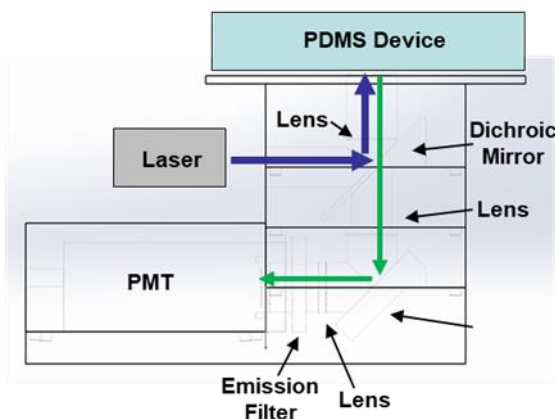 PDMS Device
Lens
Dichroic
Mirror
Laser
Lens
PMT
Emission
Filter
Lens